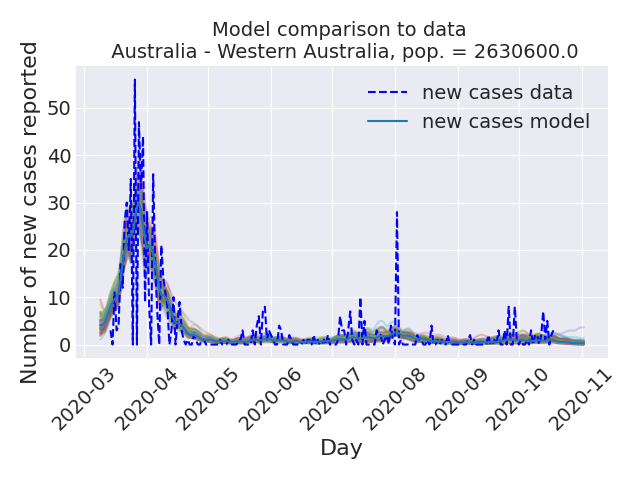 Model comparison to data
Australia - Western Australia, pop. = 2630600.0
new cases data
new cases model
Number of new cases reported
50
40
30
20
10
0
2020-03
2020-04
2020-05
2020-06
2020-07
2020-08
2020-09
2020-10
2020-11
Day